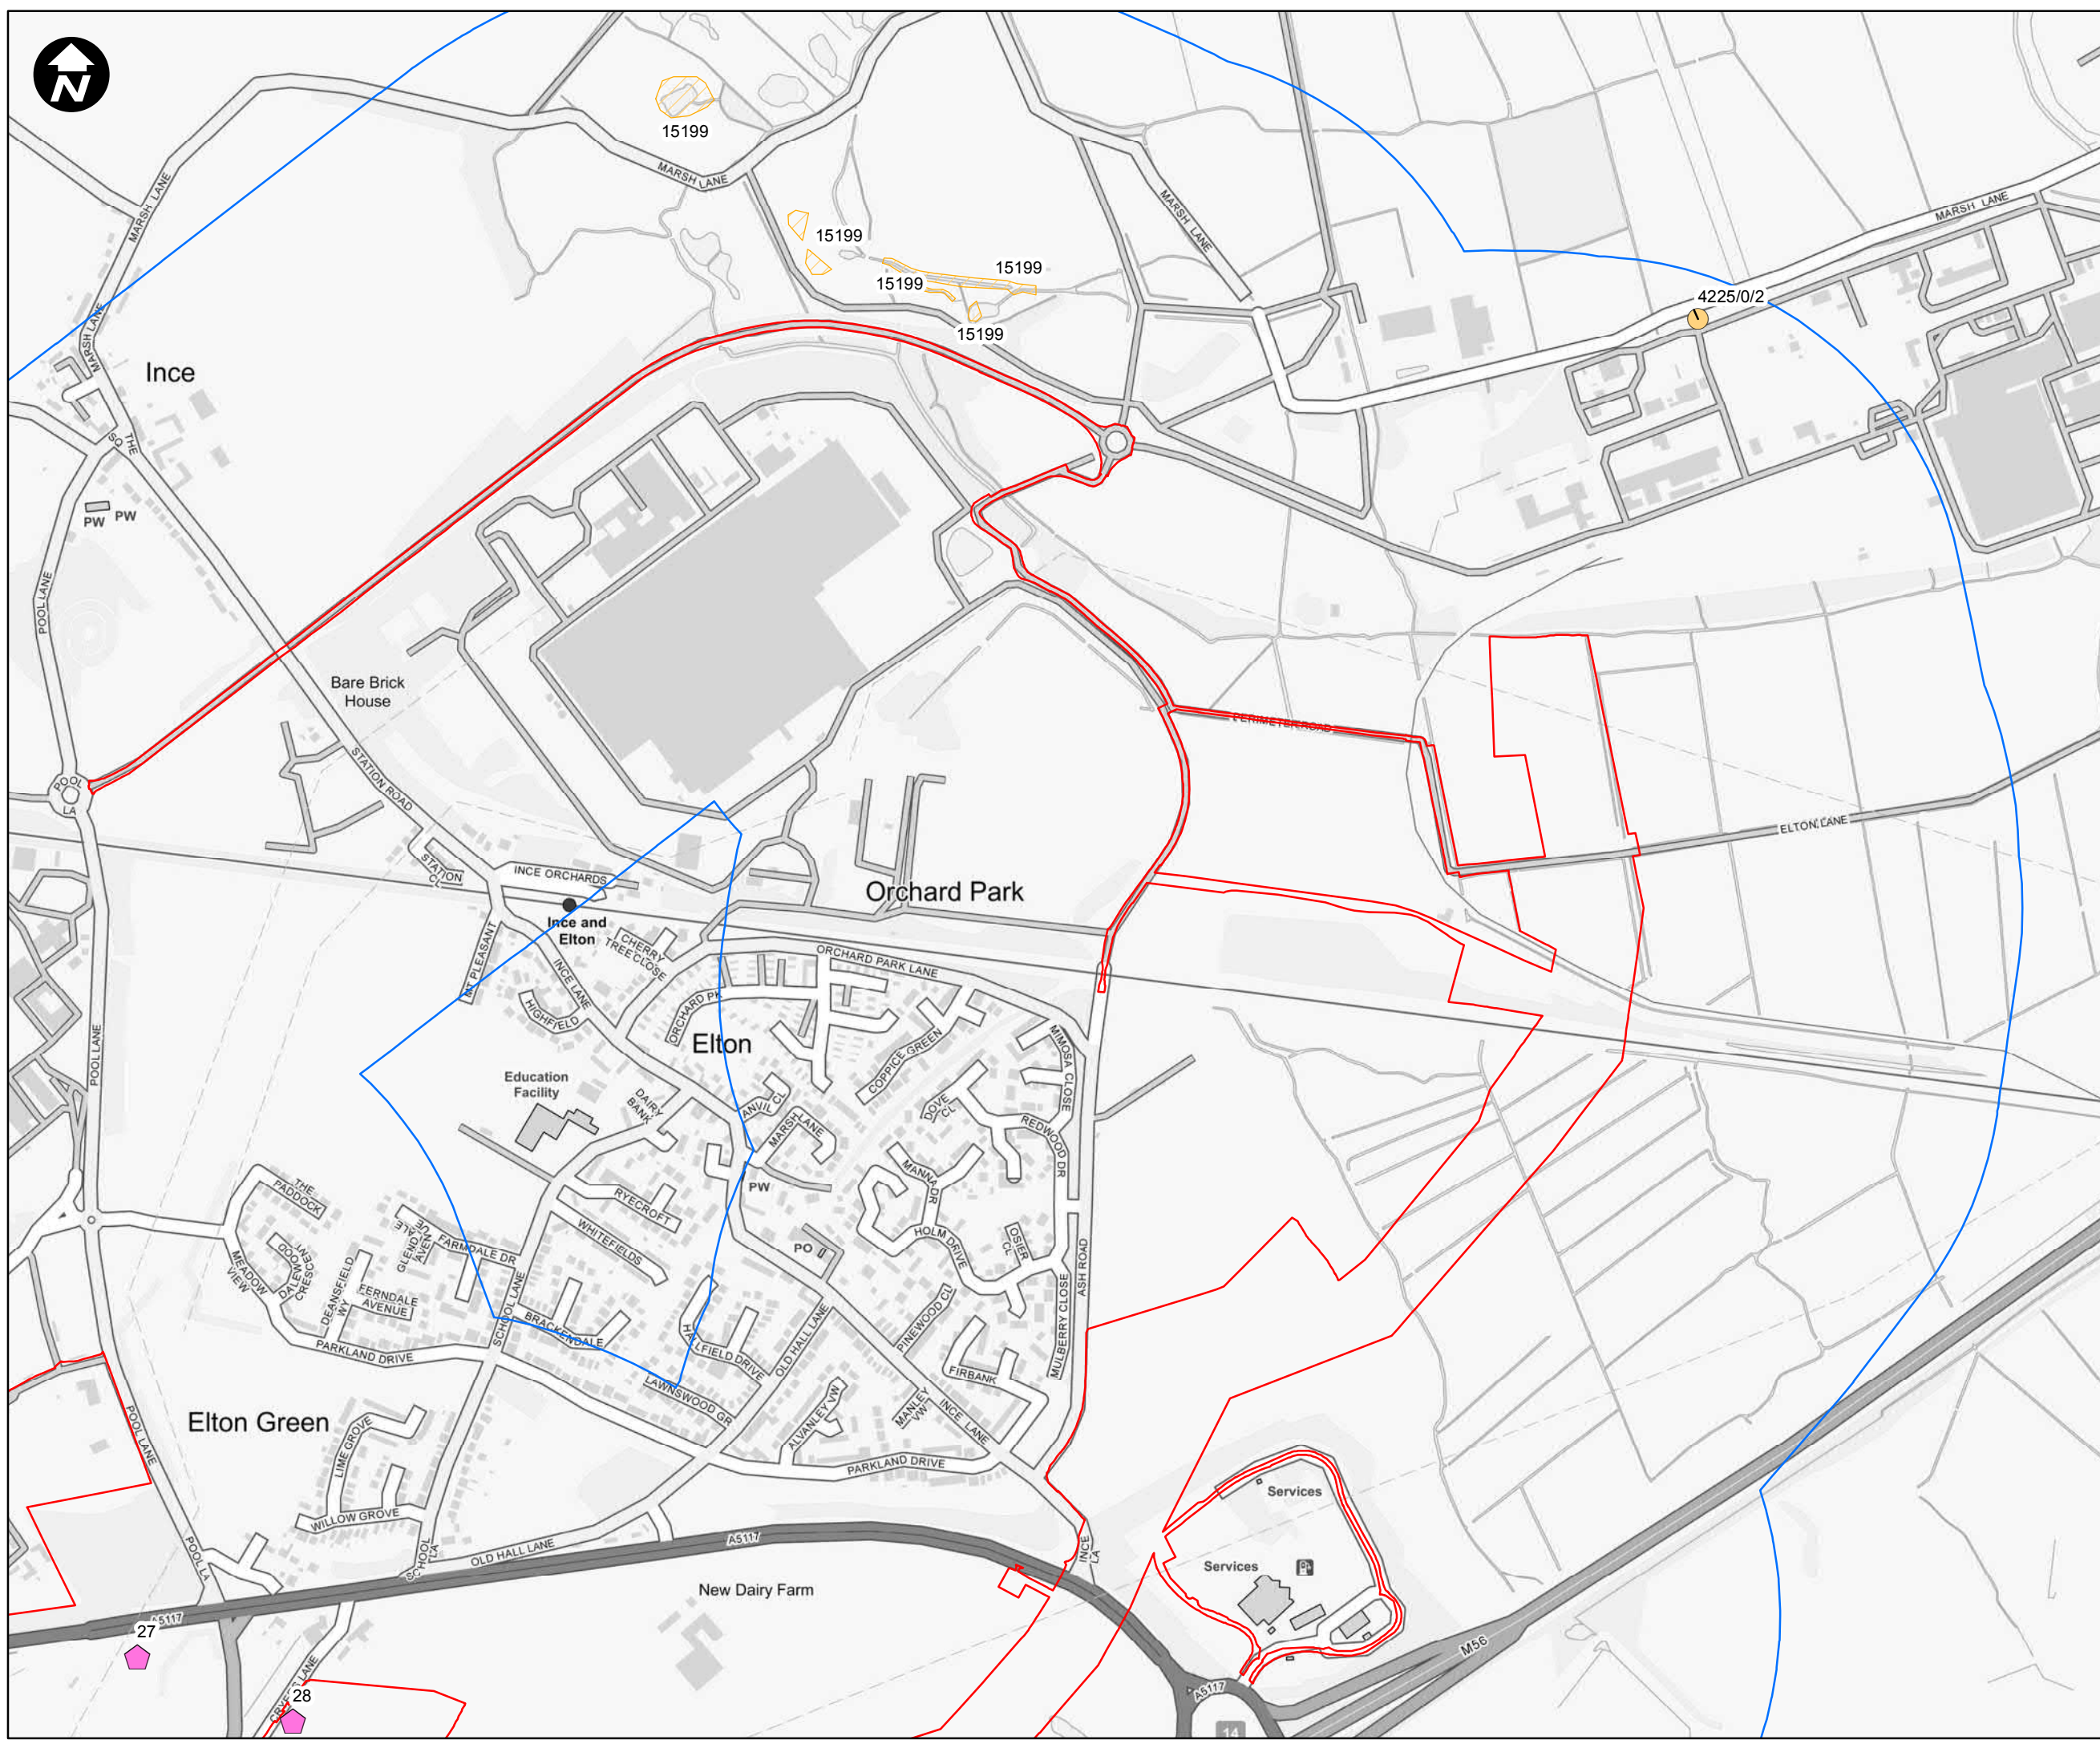 N
15199
MARSH LANE
MARSH LANE
MARSH LANE
MARSH LANE
15199
15199
15199
15199
4225/0/2
MARSH LANE
Ince
THE
SQ
PW
PW
POOL LANE
Bare Brick
House
PERIMETER ROAD
STATION ROAD
POOL
LA
ELTON LANE
STATION
CL
INCE ORCHARDS
Orchard Park
Ince and
Elton
MT PLEASANT
CHERRY
TREE CLOSE
ORCHARD PARK LANE
INCE LANE
HIGHFIELD
ORCHARD PK
Elton
COPPICE GREEN
MIMOSA CLOSE
POOL LANE
Education
Facility
DAIRY
BANK
ANVIL CL
MARSH LANE
DOVE
CL
REDWOOD DR
PW
MANNA DR
THE
PADDOCK
RYECROFT
WHITEFIELDS
PO
HOLM DRIVE
OSIER
CL
ASH ROAD
MEADOW
VIEW
DALEWOOD
CRESCENT
GLENDALE
AVENUE
FARMDALE DR
DEANSFIELD
WY
FERNDALE
AVENUE
SCHOOL LANE
BRACKENDALE
PARKLAND DRIVE
HALLFIELD DRIVE
OLD HALL LANE
PINEWOOD CL
MULBERRY CLOSE
FIRBANK
LAWNSWOOD GR
ALVANLEY VW
MANLEY
VW
INCE LANE
PARKLAND DRIVE
Elton Green
POOL LANE
LIME GROVE
WILLOW GROVE
SCHOOL
LA
OLD HALL LANE
POOL LA
A5117
INCE
LA
Services
Services
New Dairy Farm
A5117
27
28
CRYERS LANE
M56
A5117
14